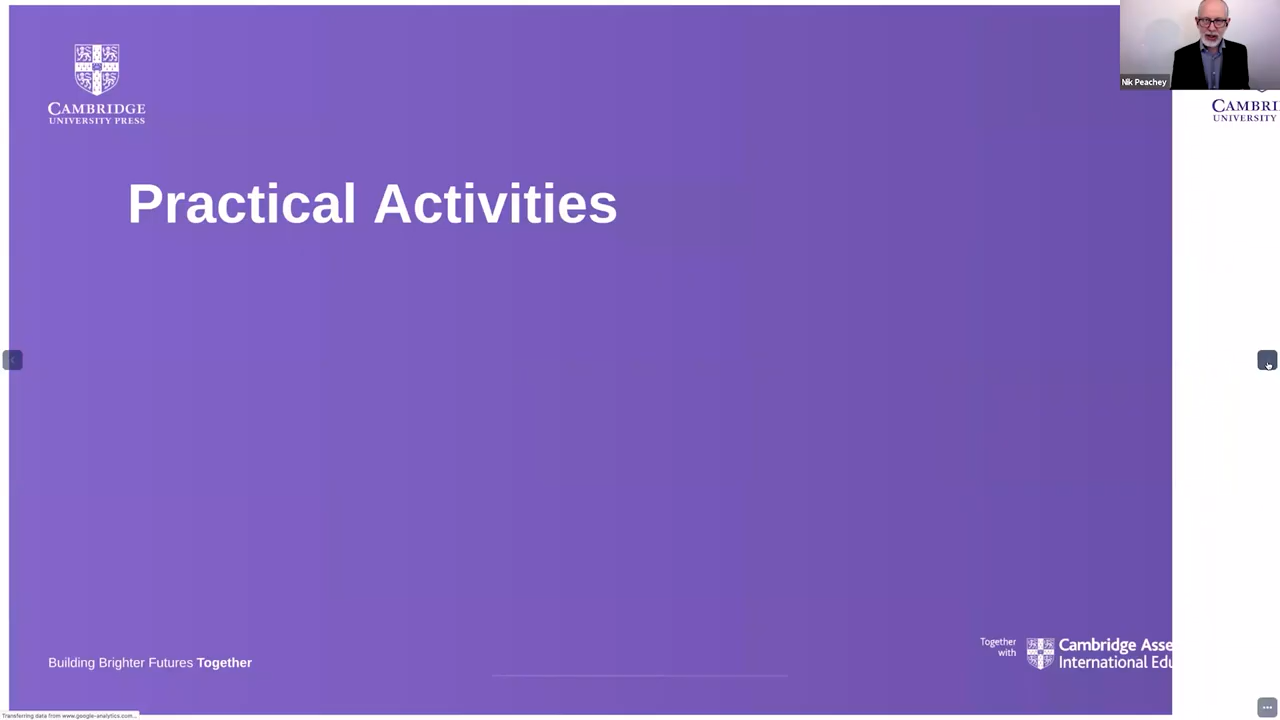 Nik Peachey
CAMBRIDGE
UNIVERSITY PRESS
CAMBRI
UNIVERSITY
Practical Activities
Together
with
Cambridge Asse
International Edu
Building Brighter Futures Together
Transferring data from www.google-analytics.com...